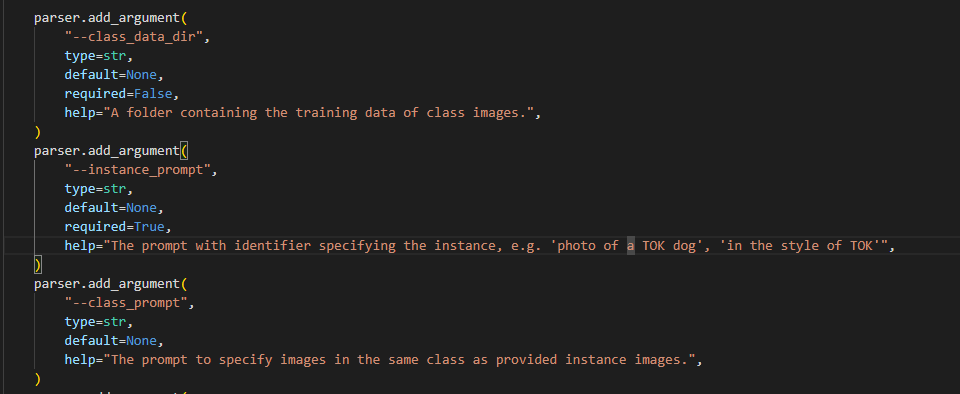 parser.add_argument(
"--class_data_dir",
type=str,
default=None,
required=False,
help="A folder containing the training data of class images.",
)
parser.add_argument(
"--instance_prompt",
type=str,
default=None,
required=True,
help="The prompt with identifier specifying the instance, e.g. 'photo of a TOK dog', 'in the style of TOK'",
)
parser.add_argument(
"--class_prompt",
type=str,
default=None,
help="The prompt to specify images in the same class as provided instance images.",
)